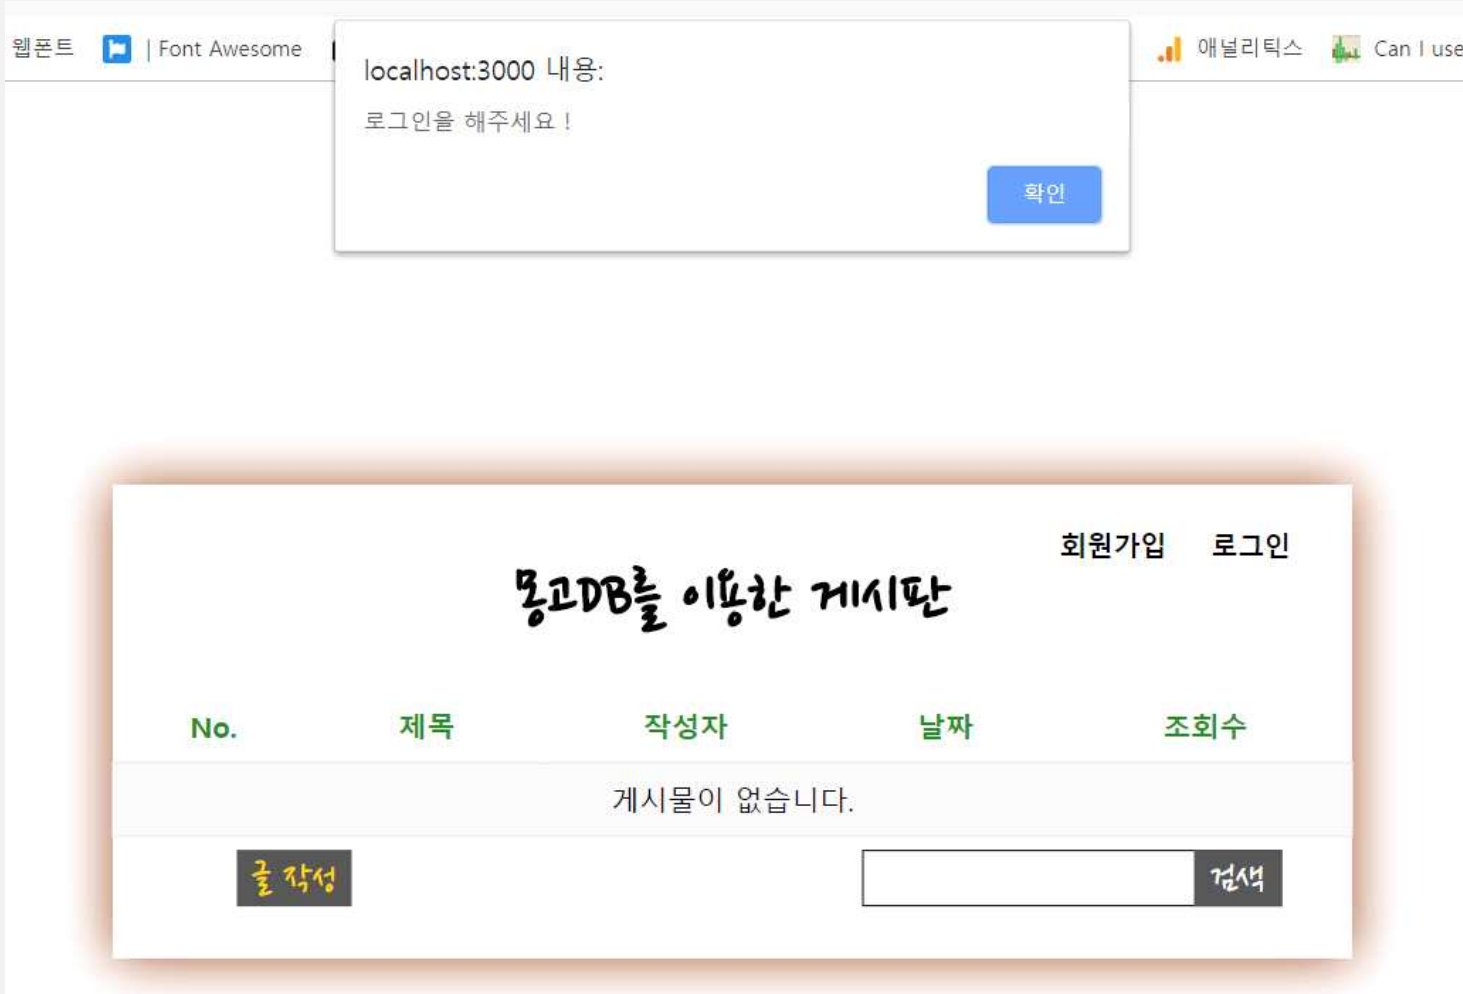 웹폰트 | Font Awesome 애널리틱스 Can I use
localhost:3000 내용:
로그인을 해주세요 !
확인
회원가입 로그인
몽고DB를 이용한 게시판
No. 제목 작성자 날짜 조회수
게시물이 없습니다.
글 작성 검색